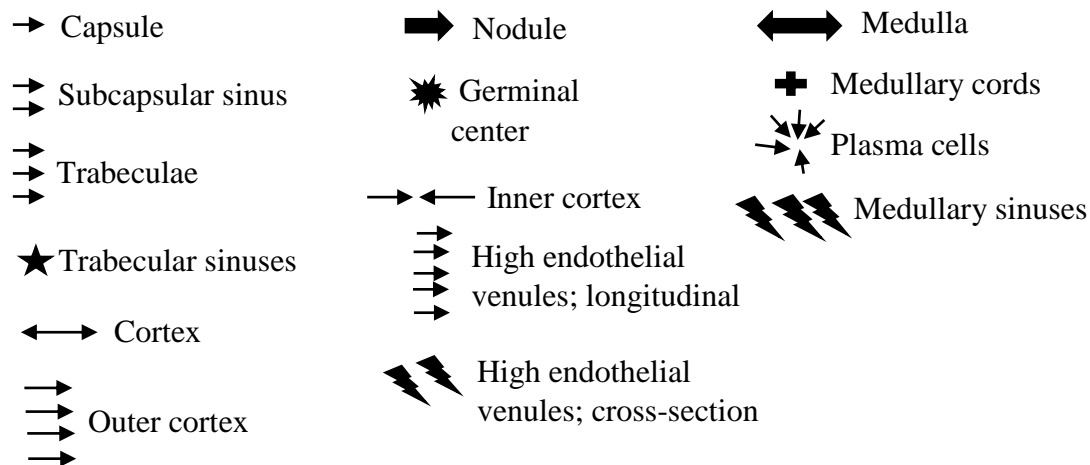 Capsule
Subcapsular sinus
Trabeculae
Trabecular sinuses
Cortex
Outer cortex
Nodule
Germinal
center
Inner cortex
High endothelial
venules; longitudinal
High endothelial
venules; cross-section
Medulla
Medullary cords
Plasma cells
Medullary sinuses